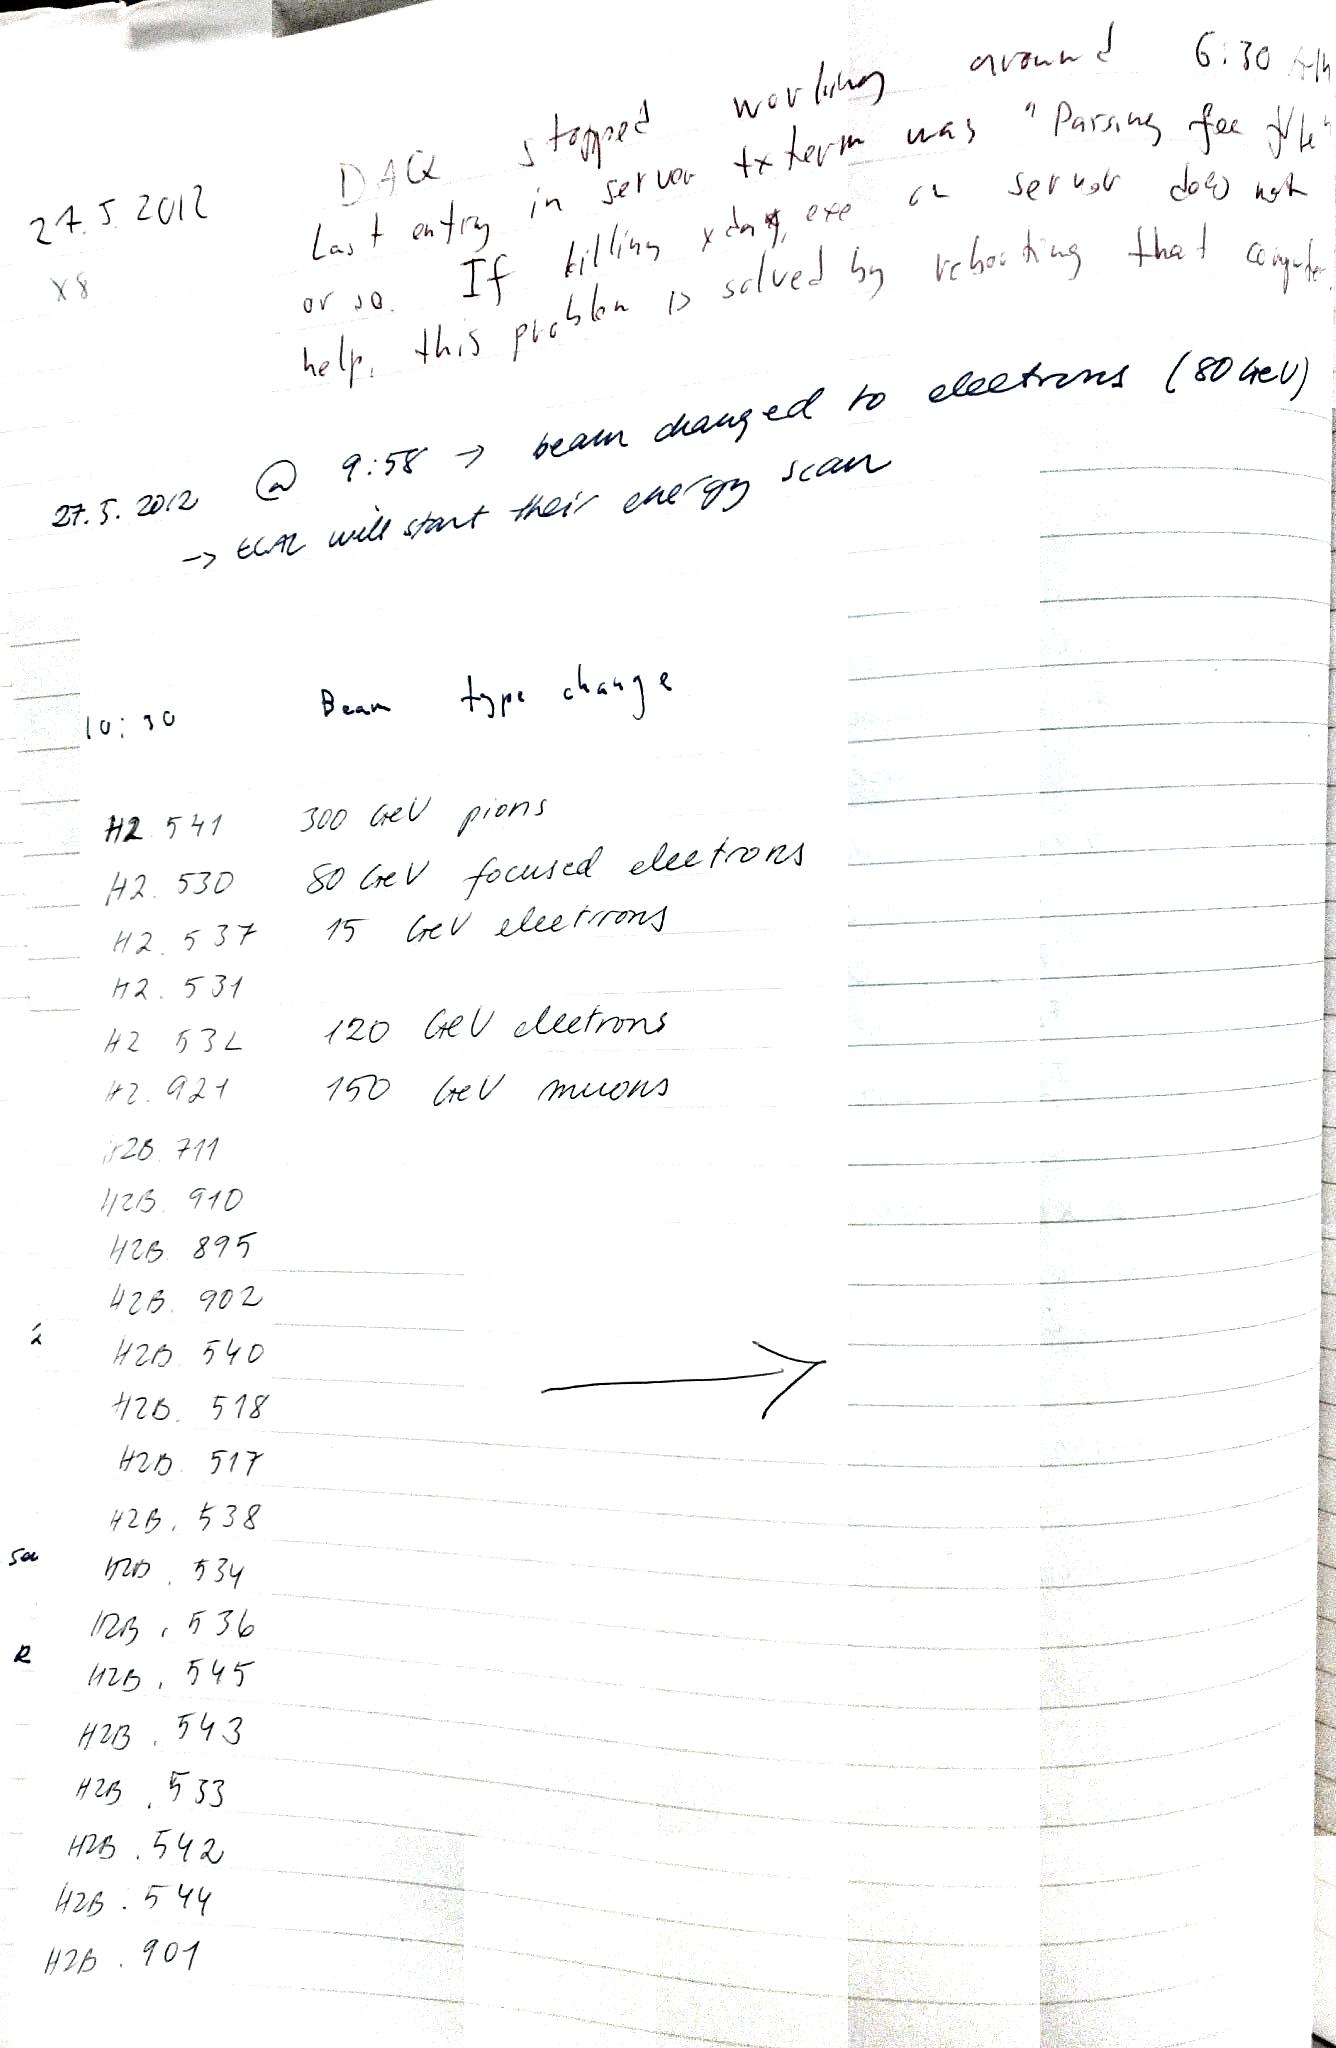 DAQ stopped working around 6:30 AM
27.5.2012 Last entry in server xterm was "Parsing fee file"
X8 or so. If killing xdaq.exe on server does not
help, this problem is solved by rebooting that computer.
27.5.2012 @ 9:58 → beam changed to electrons (80 GeV)
→ ECAL will start their energy scan
10:30 Beam type change
H2.541 300 GeV pions
H2.530 80 GeV focused electrons
H2.537 15 GeV electrons
H2.531
H2 532 120 GeV electrons
H2.921 150 GeV muons
H2B.711
H2B.910
H2B.895
H2B.902
H2B.540
→
H2B.518
H2B.517
H2B.538
H2B.534
H2B.536
H2B.545
H2B.543
H2B.533
H2B.542
H2B.544
H2B.901